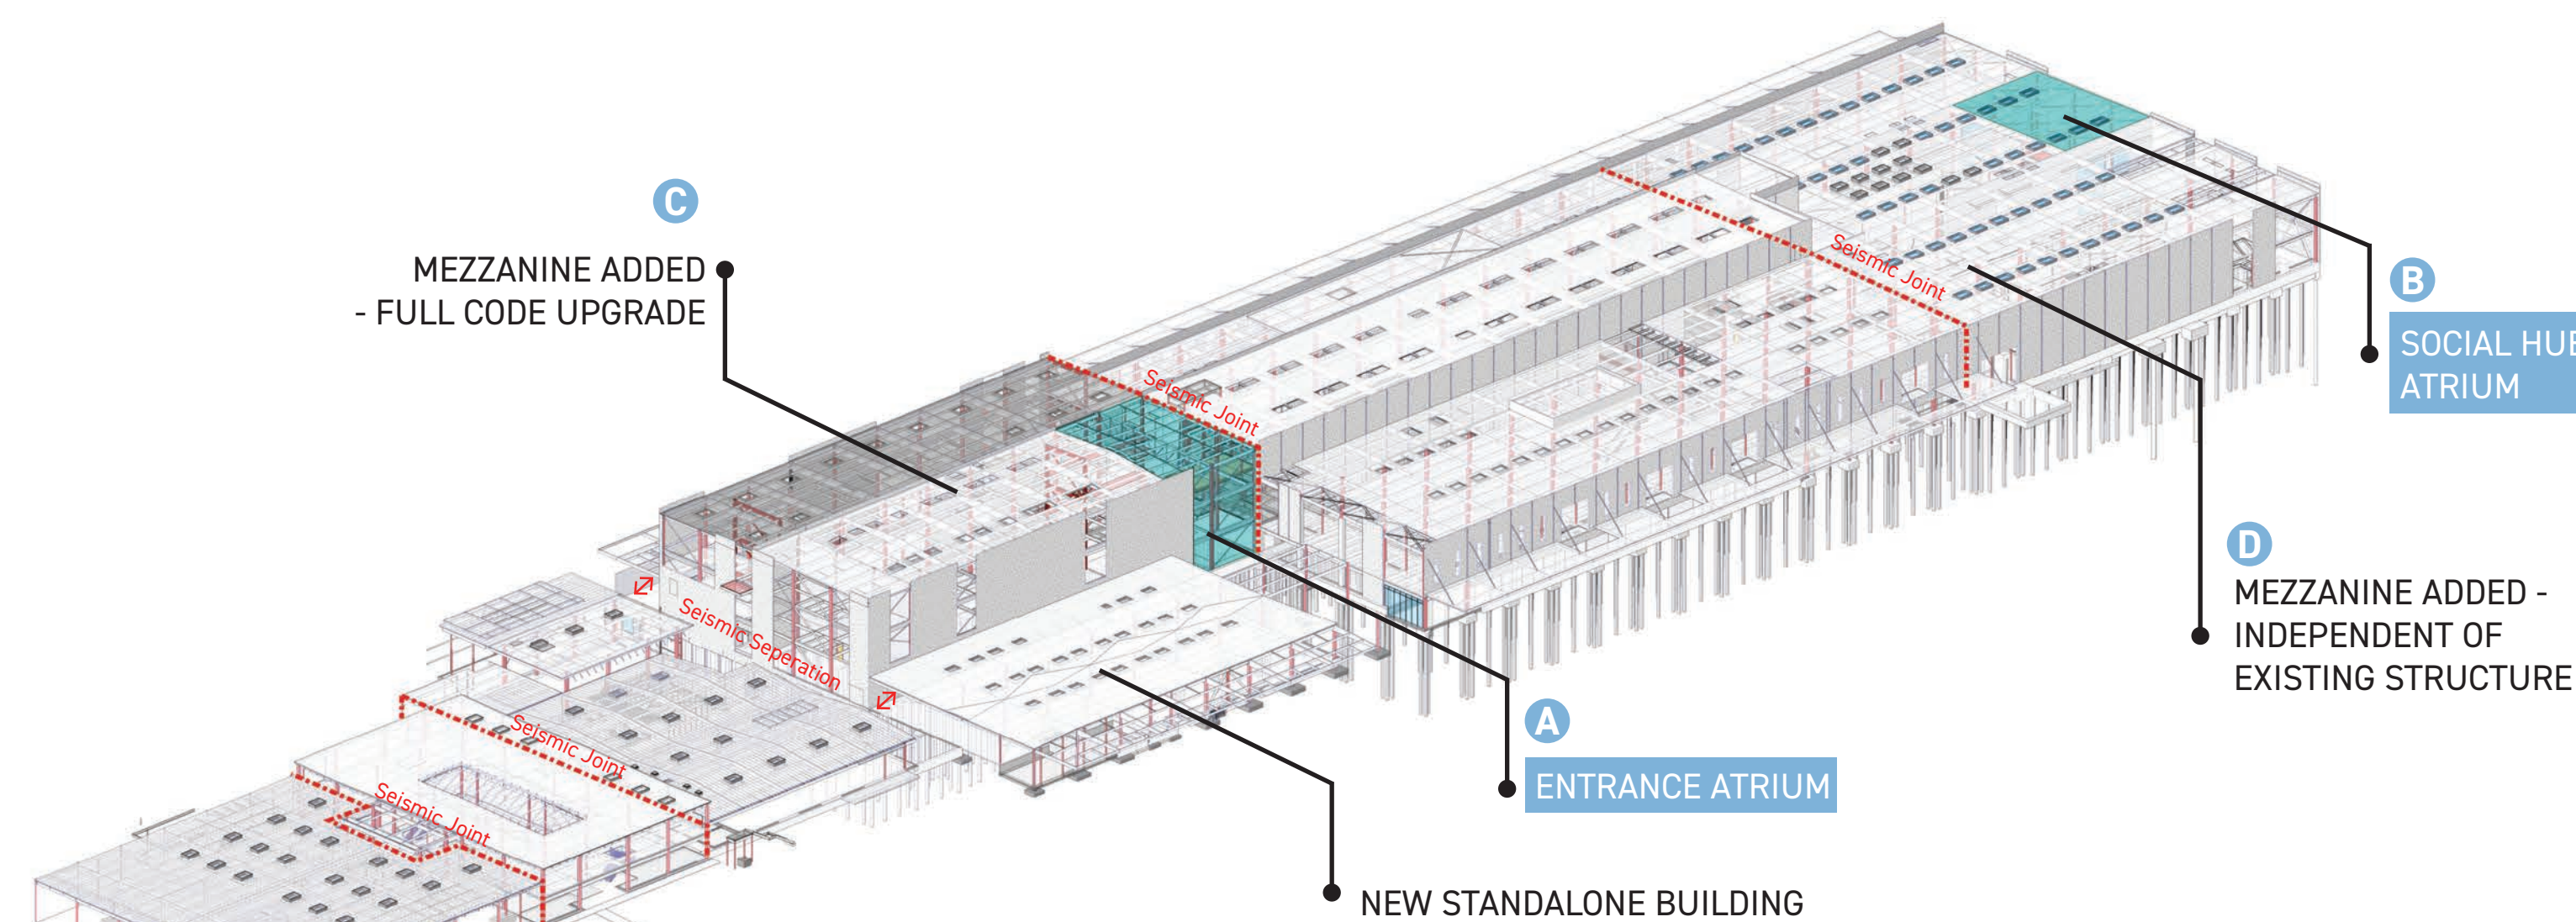 C
MEZZANINE ADDED
- FULL CODE UPGRADE
Seismic Joint
Seismic Joint
B
SOCIAL HUB
ATRIUM
D
MEZZANINE ADDED -
INDEPENDENT OF
EXISTING STRUCTURE
Seismic Seperation
A
ENTRANCE ATRIUM
Seismic Joint
Seismic Joint
NEW STANDALONE BUILDING